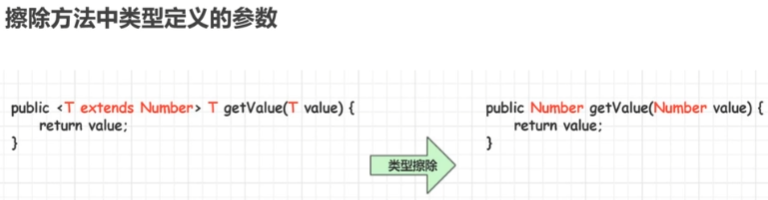 擦除方法中类型定义的参数
public <T extends Number> T getValue(T value) {
return value;
}
类型擦除
public Number getValue(Number value) {
return value;
}